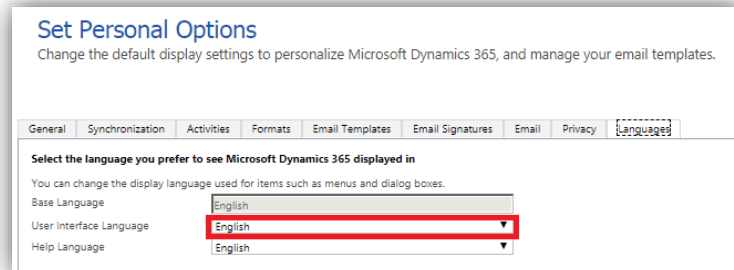 Set Personal Options
Change the default display settings to personalize Microsoft Dynamics 365, and manage your email templates.
General Synchronization Activities Formats Email Templates Email Signatures Email Privacy Languages
Select the language you prefer to see Microsoft Dynamics 365 displayed in
You can change the display language used for items such as menus and dialog boxes.
Base Language English
User Interface Language English
Help Language English